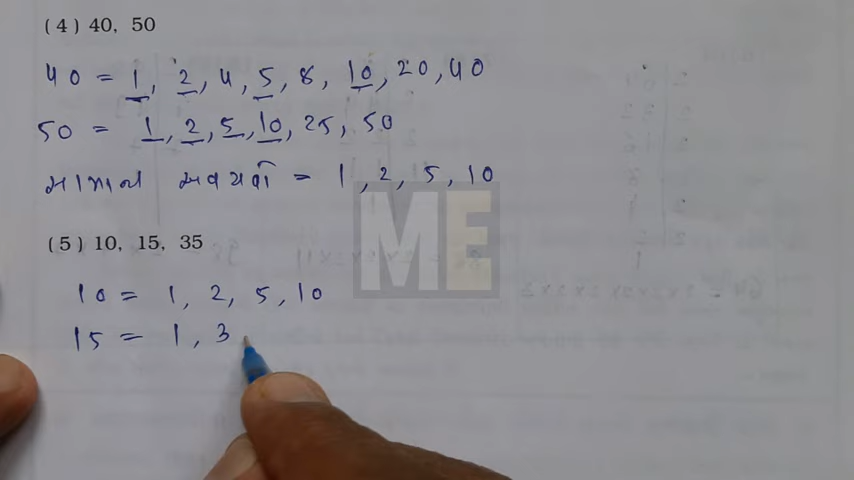 (4) 40, 50
40 = 1, 2, 4, 5, 8, 10, 20, 40
50 = 1, 2, 5, 10, 25, 50
સામાન્ય અવયવો = 1, 2, 5, 10
ME
(5) 10, 15, 35
10 = 1, 2, 5, 10
15 = 1, 3